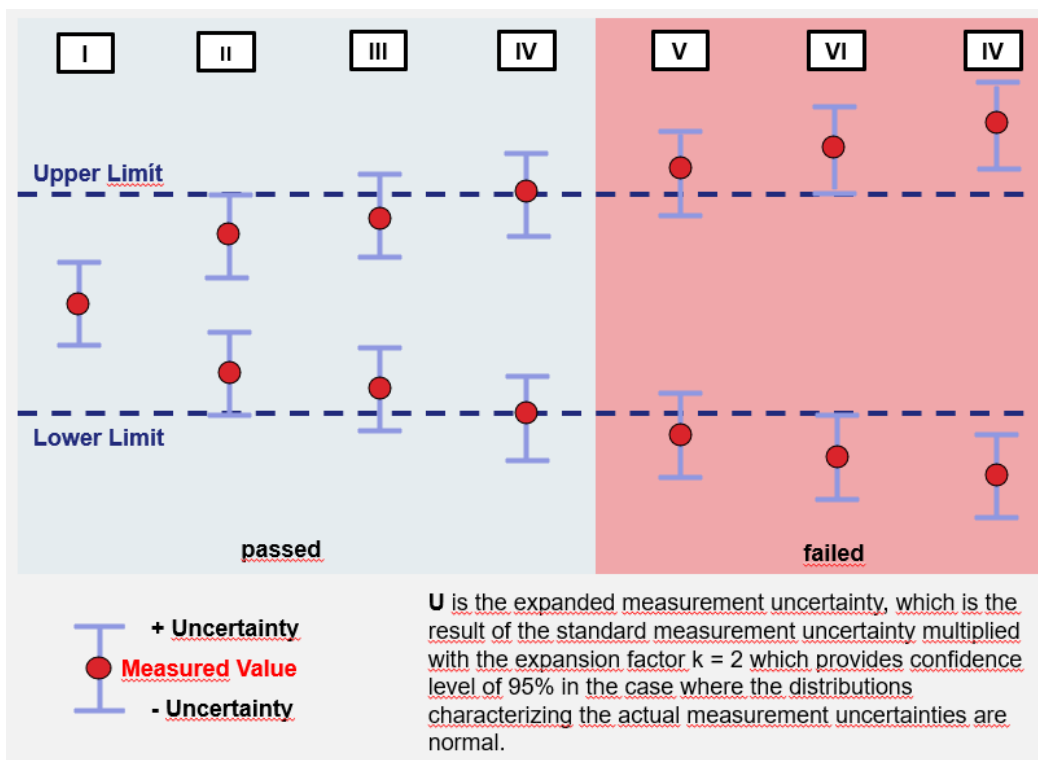 I II III IV V VI IV
Upper Limít
Lower Limit
passed failed
+ Uncertainty
Measured Value
- Uncertainty
U is the expanded measurement uncertainty, which is the
result of the standard measurement uncertainty multiplied
with the expansion factor k = 2 which provides confidence
level of 95% in the case where the distributions
characterizing the actual measurement uncertainties are
normal.